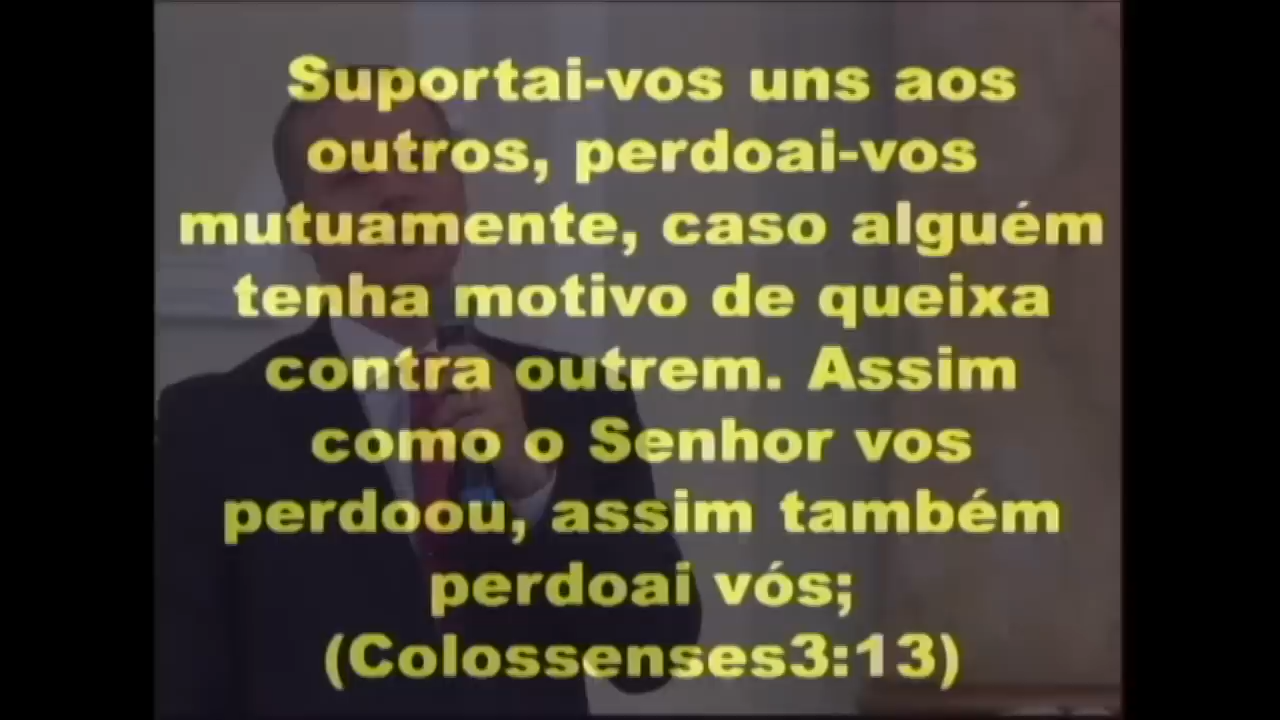 Suportai-vos uns aos
outros, perdoai-vos
mutuamente, caso alguém
tenha motivo de queixa
contra outrem. Assim
como o Senhor vos
perdoou, assim também
perdoai vós;
(Colossenses3:13)